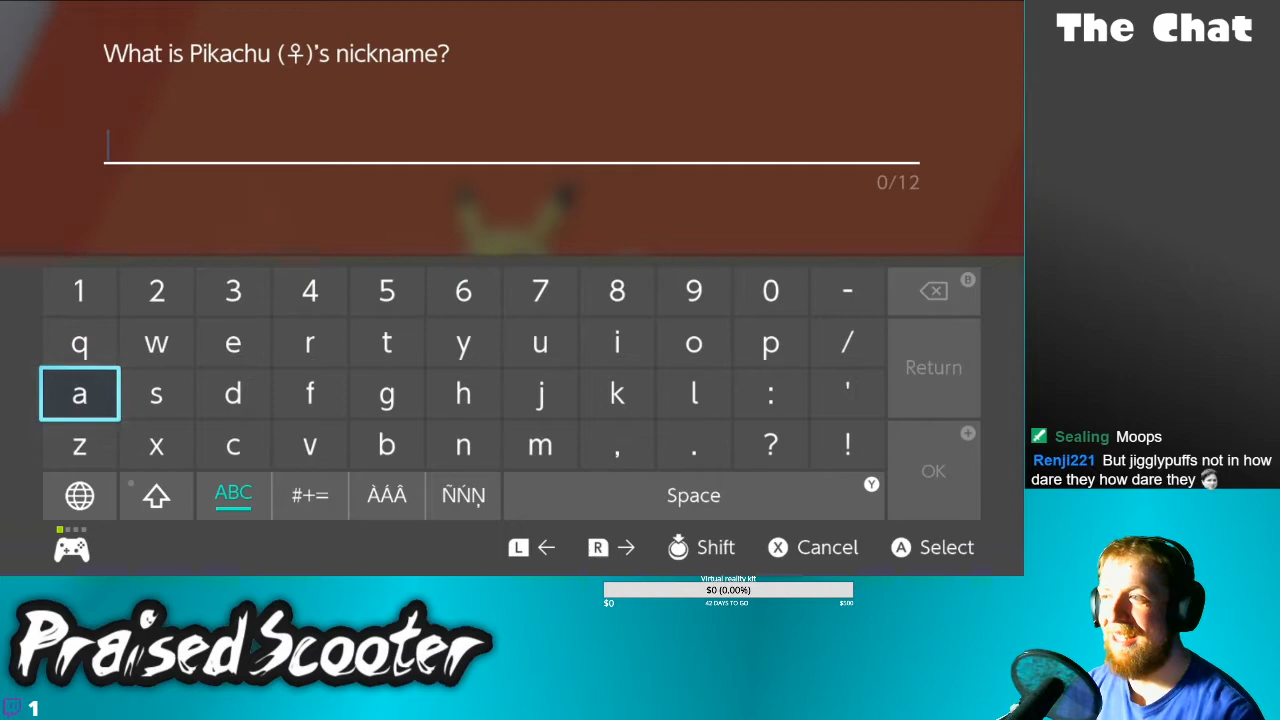 What is Pikachu (♀)'s nickname?
The Chat
0/12
1 2 3 4 5 6 7 8 9 0 - B
q w e r t y u i o p /
Return
a s d f g h j k l : '
z x c v b n m , . ? ! +
OK
ABC #+= ÀÁÂ ÑŃŅ Space Y
L ← R → Shift X Cancel A Select
Sealing Moops
Renji221 But jigglypuffs not in how
dare they how dare they
Virtual reality kit
$0 (0.00%)
$0 42 DAYS TO GO $500
Praised Scooter
1